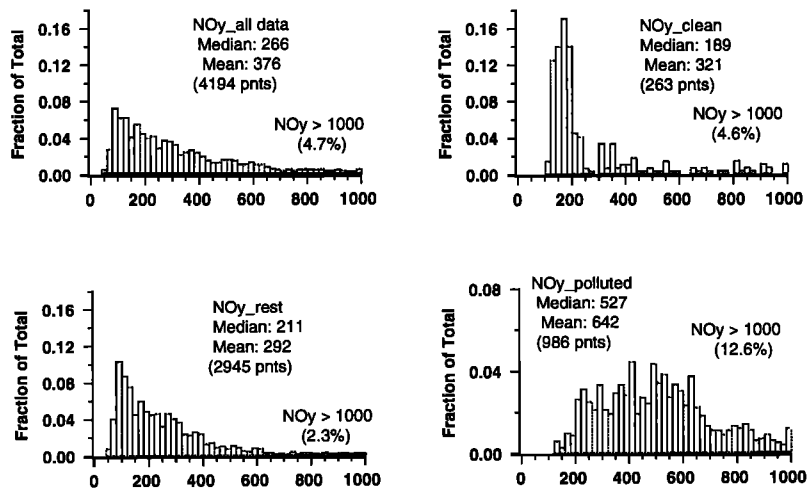 NOy_all data
Median: 266
Mean: 376
(4194 pnts)
NOy > 1000
(4.7%)
Fraction of Total
0.16
0.12
0.08
0.04
0.00
0 200 400 600 800 1000
NOy_clean
Median: 189
Mean: 321
(263 pnts)
NOy > 1000
(4.6%)
Fraction of Total
0.16
0.12
0.08
0.04
0.00
0 200 400 600 800 1000
NOy_rest
Median: 211
Mean: 292
(2945 pnts)
NOy > 1000
(2.3%)
Fraction of Total
0.16
0.12
0.08
0.04
0.00
0 200 400 600 800 1000
NOy_polluted
Median: 527
Mean: 642
(986 pnts)
NOy > 1000
(12.6%)
Fraction of Total
0.08
0.04
0.00
0 200 400 600 800 1000